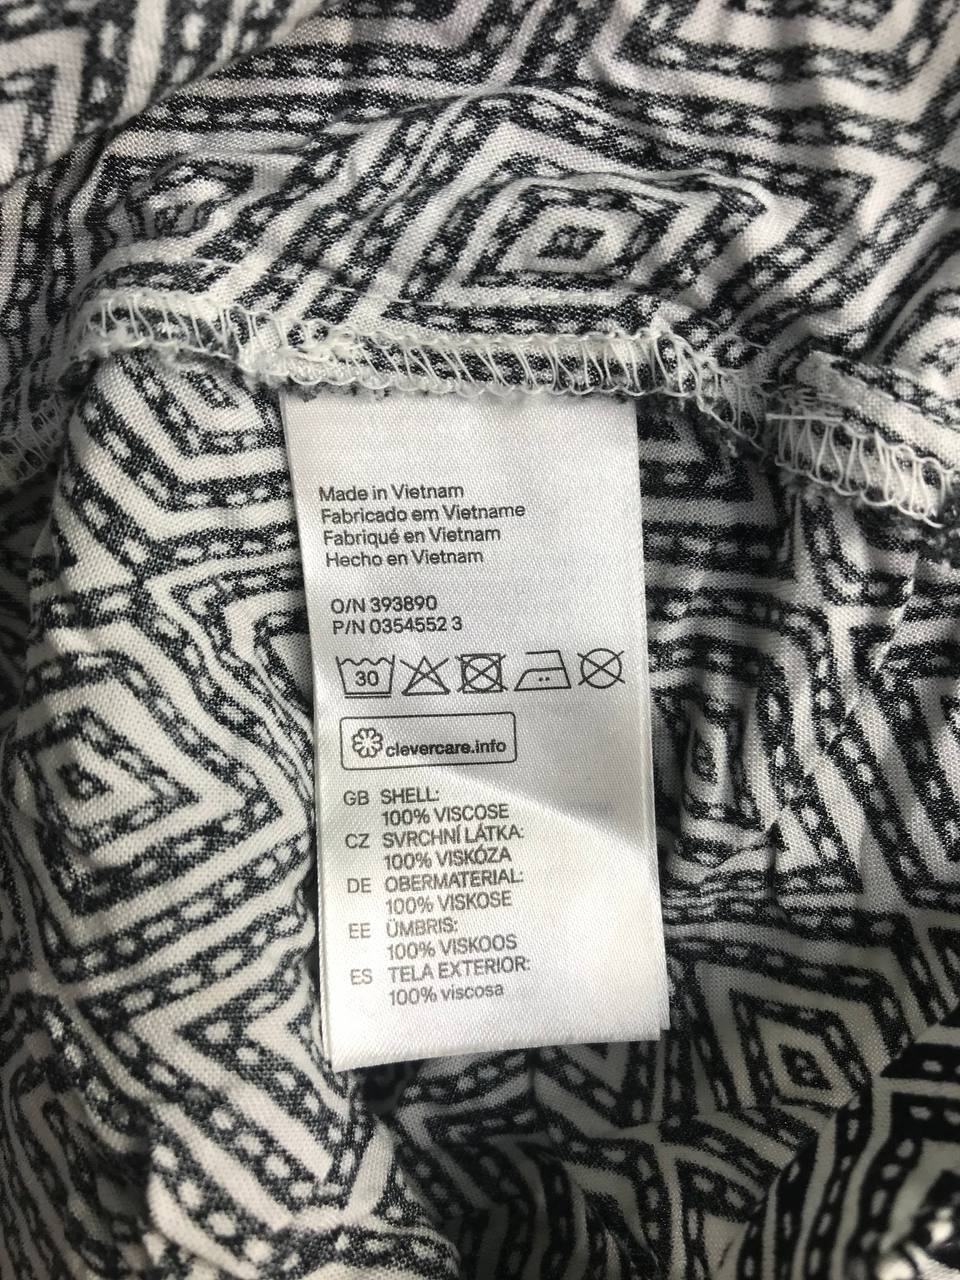 Made in Vietnam
Fabricado em Vietname
Fabriqué en Vietnam
Hecho en Vietnam
O/N 393890
P/N 0354552 3
30
clevercare.info
GB SHELL:
100% VISCOSE
CZ SVRCHNÍ LÁTKA:
100% VISKÓZA
DE OBERMATERIAL:
100% VISKOSE
EE ÜMBRIS:
100% VISKOOS
ES TELA EXTERIOR:
100% viscosa